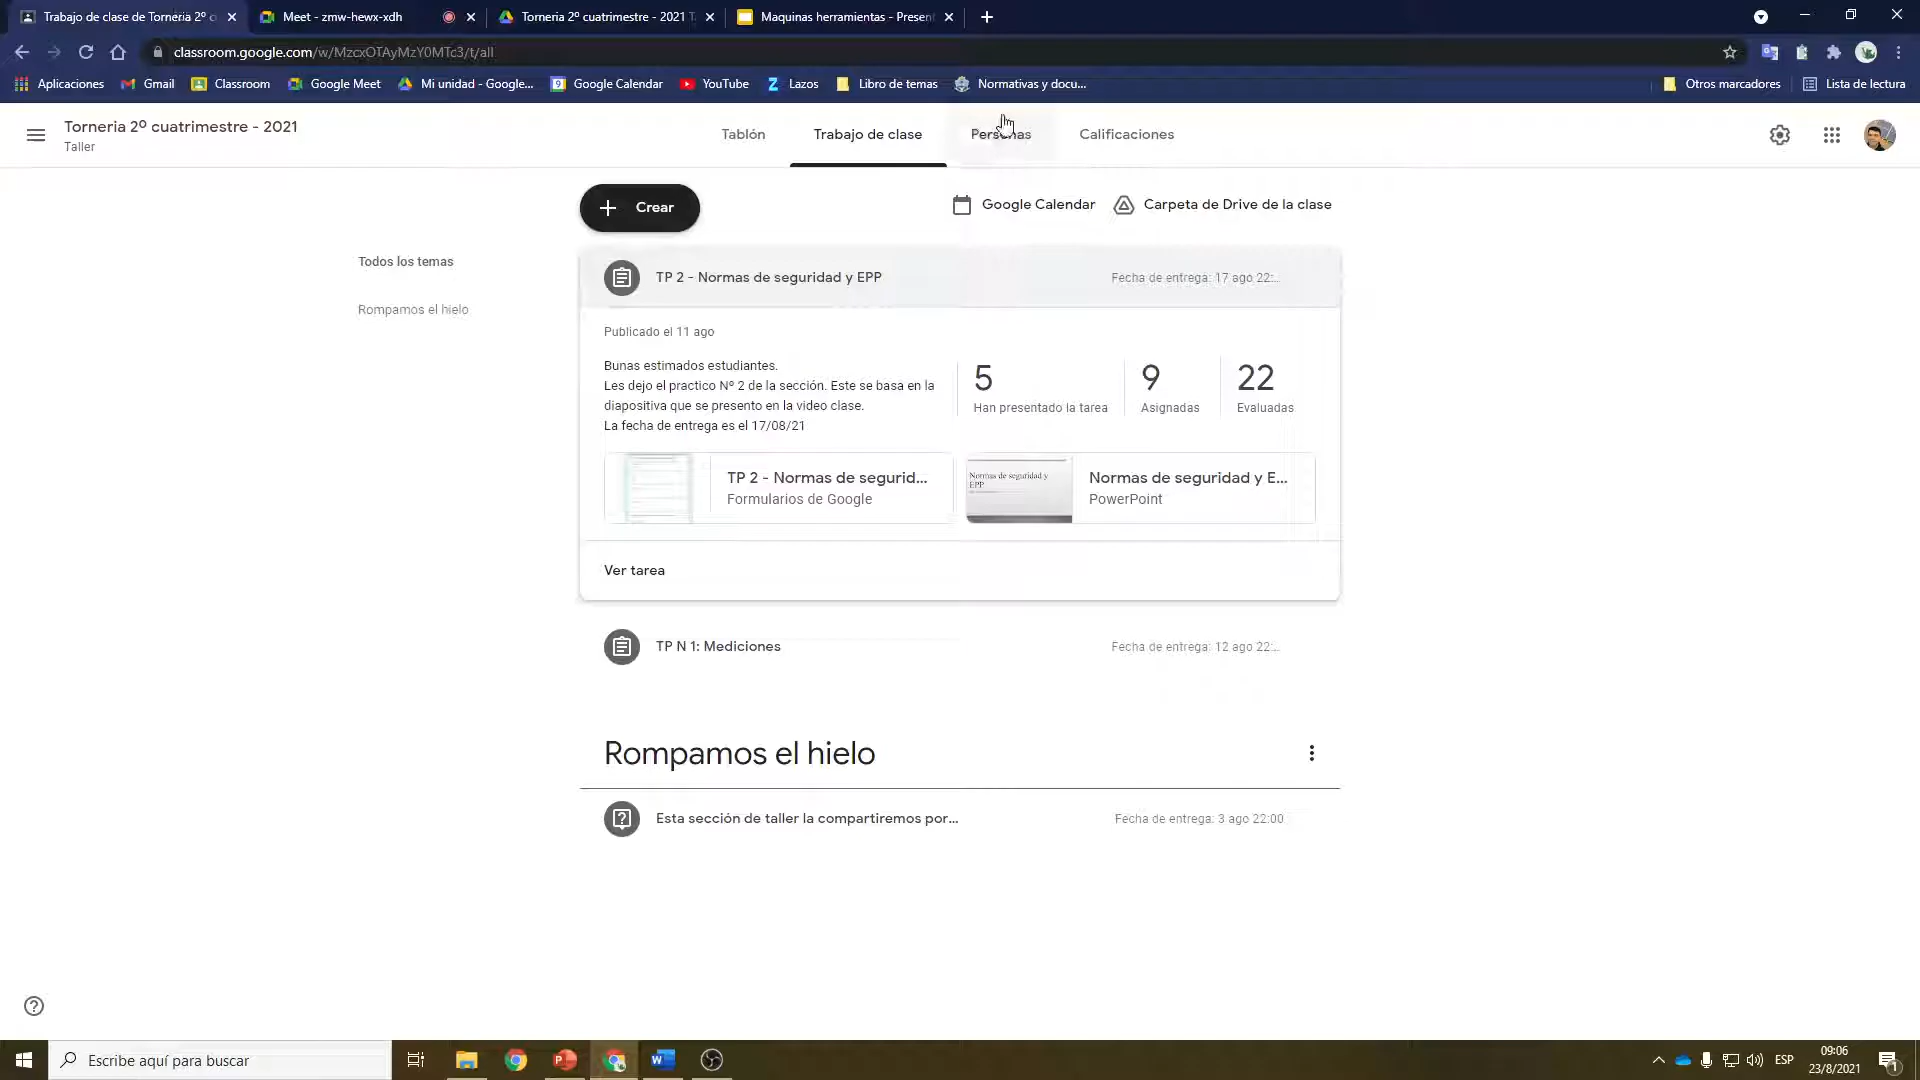 Trabajo de clase de Torneria 2º c
Meet - zmw-hewx-xdh
Torneria 2º cuatrimestre - 2021 T
Maquinas herramientas - Present
classroom.google.com/w/MzcxOTAyMzY0MTc3/t/all
Aplicaciones
Gmail
Classroom
Google Meet
Mi unidad - Google...
Google Calendar
YouTube
Lazos
Libro de temas
Normativas y docu...
Otros marcadores
Lista de lectura
Torneria 2º cuatrimestre - 2021
Taller
Tablón
Trabajo de clase
Personas
Calificaciones
Crear
Google Calendar
Carpeta de Drive de la clase
Todos los temas
Rompamos el hielo
TP 2 - Normas de seguridad y EPP
Fecha de entrega: 17 ago 22:...
Publicado el 11 ago
Bunas estimados estudiantes.
Les dejo el practico Nº 2 de la sección. Este se basa en la
diapositiva que se presento en la video clase.
La fecha de entrega es el 17/08/21
5
Han presentado la tarea
9
Asignadas
22
Evaluadas
TP 2 - Normas de segurid...
Formularios de Google
Normas de seguridad y
EPP
Normas de seguridad y E...
PowerPoint
Ver tarea
TP N 1: Mediciones
Fecha de entrega: 12 ago 22:...
Rompamos el hielo
Esta sección de taller la compartiremos por...
Fecha de entrega: 3 ago 22:00
Escribe aquí para buscar
ESP
09:06
23/8/2021